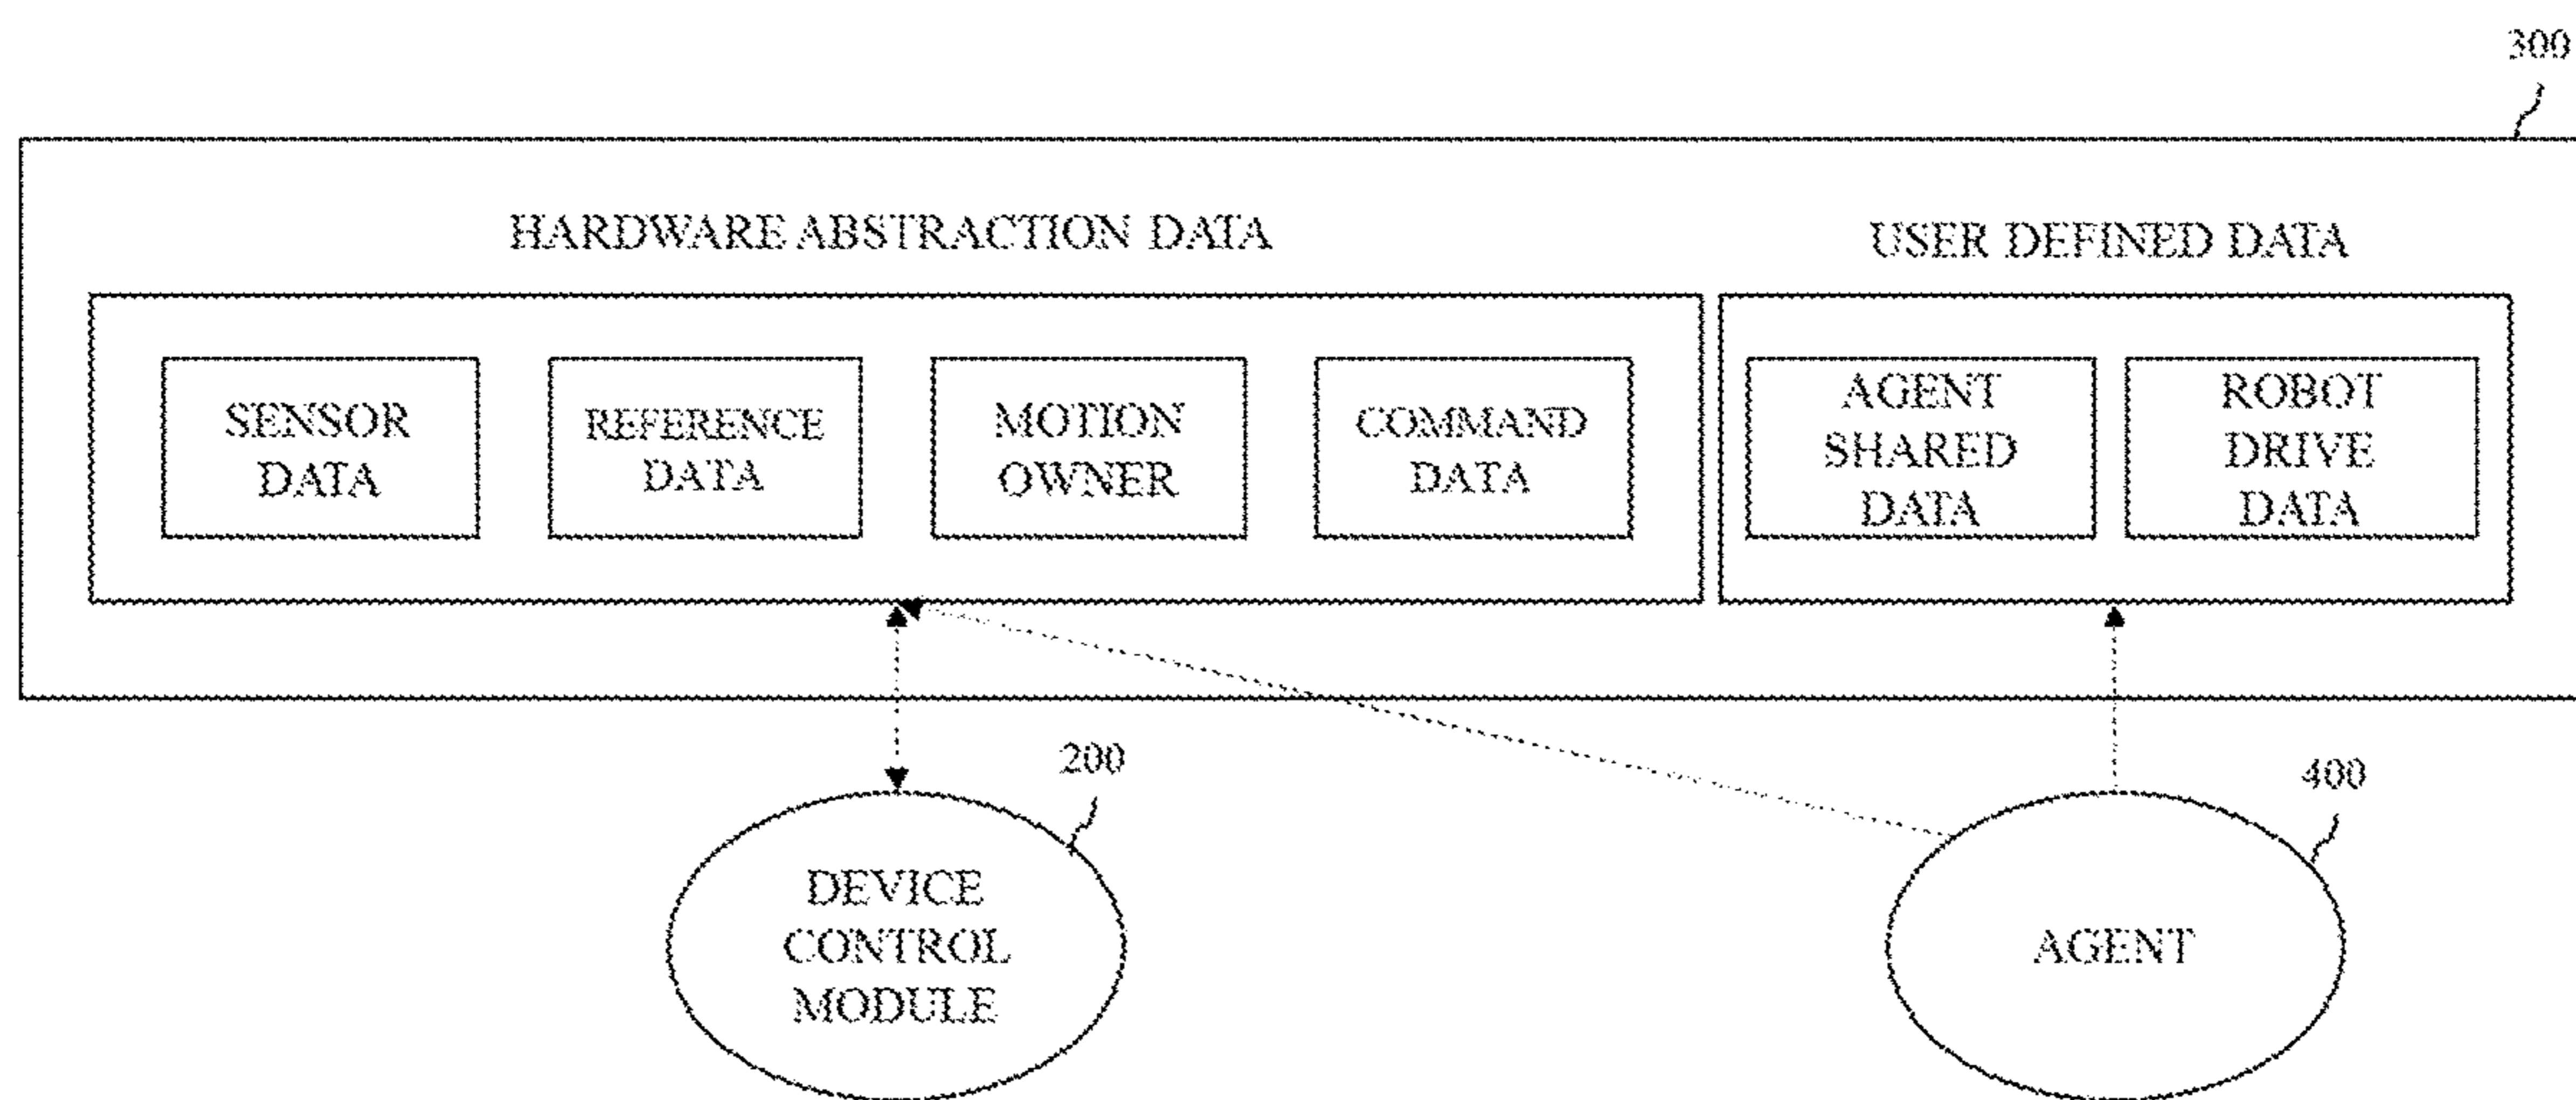 300
HARDWARE ABSTRACTION DATA
USER DEFINED DATA
SENSOR
DATA
REFERENCE
DATA
MOTION
OWNER
COMMAND
DATA
AGENT
SHARED
DATA
ROBOT
DRIVE
DATA
200
400
DEVICE
CONTROL
MODULE
AGENT